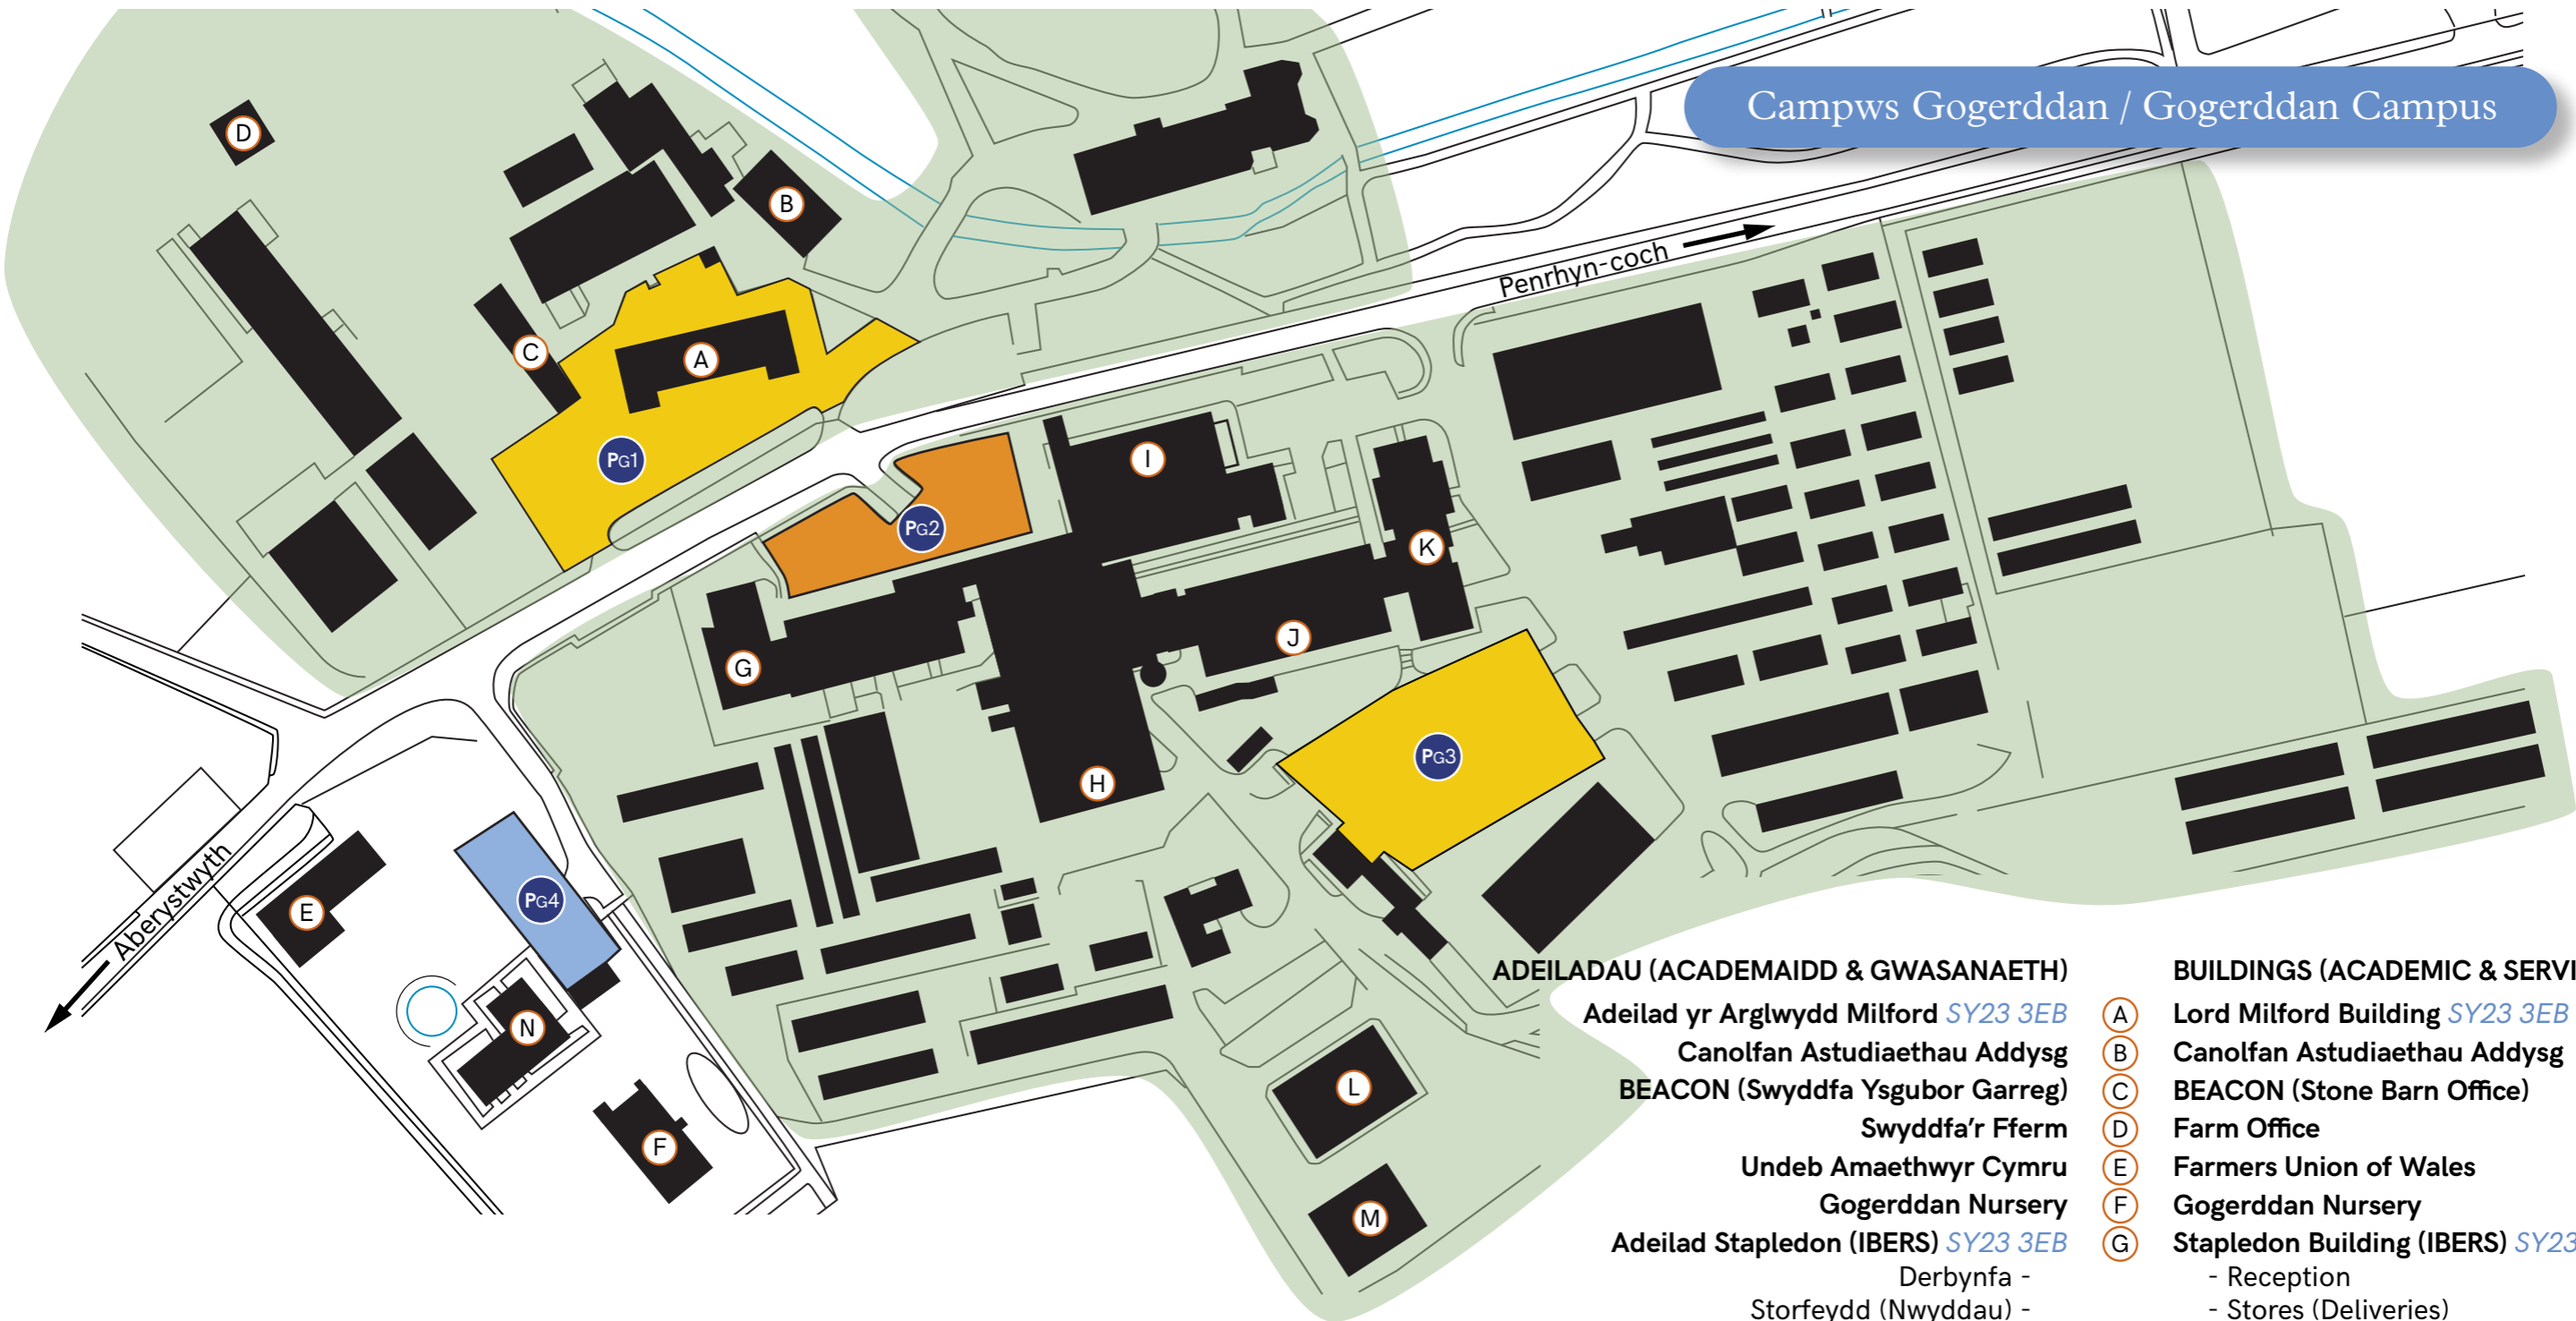 Campws Gogerddan / Gogerddan Campus
D
B
Penrhyn-coch
C
A
I
PG1
PG2
K
G
J
PG3
H
Aberystwyth
PG4
E
N
L
F
M
ADEILADAU (ACADEMAIDD & GWASANAETH) BUILDINGS (ACADEMIC & SERVI
Adeilad yr Arglwydd Milford SY23 3EB A Lord Milford Building SY23 3EB
Canolfan Astudiaethau Addysg B Canolfan Astudiaethau Addysg
BEACON (Swyddfa Ysgubor Garreg) C BEACON (Stone Barn Office)
Swyddfa'r Fferm D Farm Office
Undeb Amaethwyr Cymru E Farmers Union of Wales
Gogerddan Nursery F Gogerddan Nursery
Adeilad Stapledon (IBERS) SY23 3EB G Stapledon Building (IBERS) SY23
Derbynfa - - Reception
Storfeydd (Nwyddau) - - Stores (Deliveries)